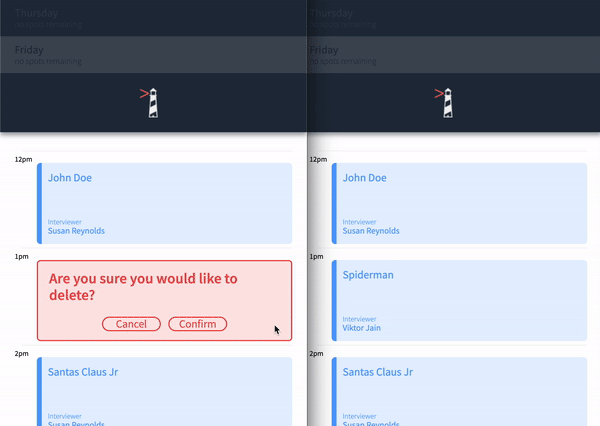 Thursday
no spots remaining
Friday
no spots remaining
12pm
John Doe
Interviewer
Susan Reynolds
1pm
Are you sure you would like to
delete?
Cancel
Confirm
2pm
Santas Claus Jr
Interviewer
Susan Reynolds
Thursday
no spots remaining
Friday
no spots remaining
12pm
John Doe
Interviewer
Susan Reynolds
1pm
Spiderman
Interviewer
Viktor Jain
2pm
Santas Claus Jr
Interviewer
Susan Reynolds